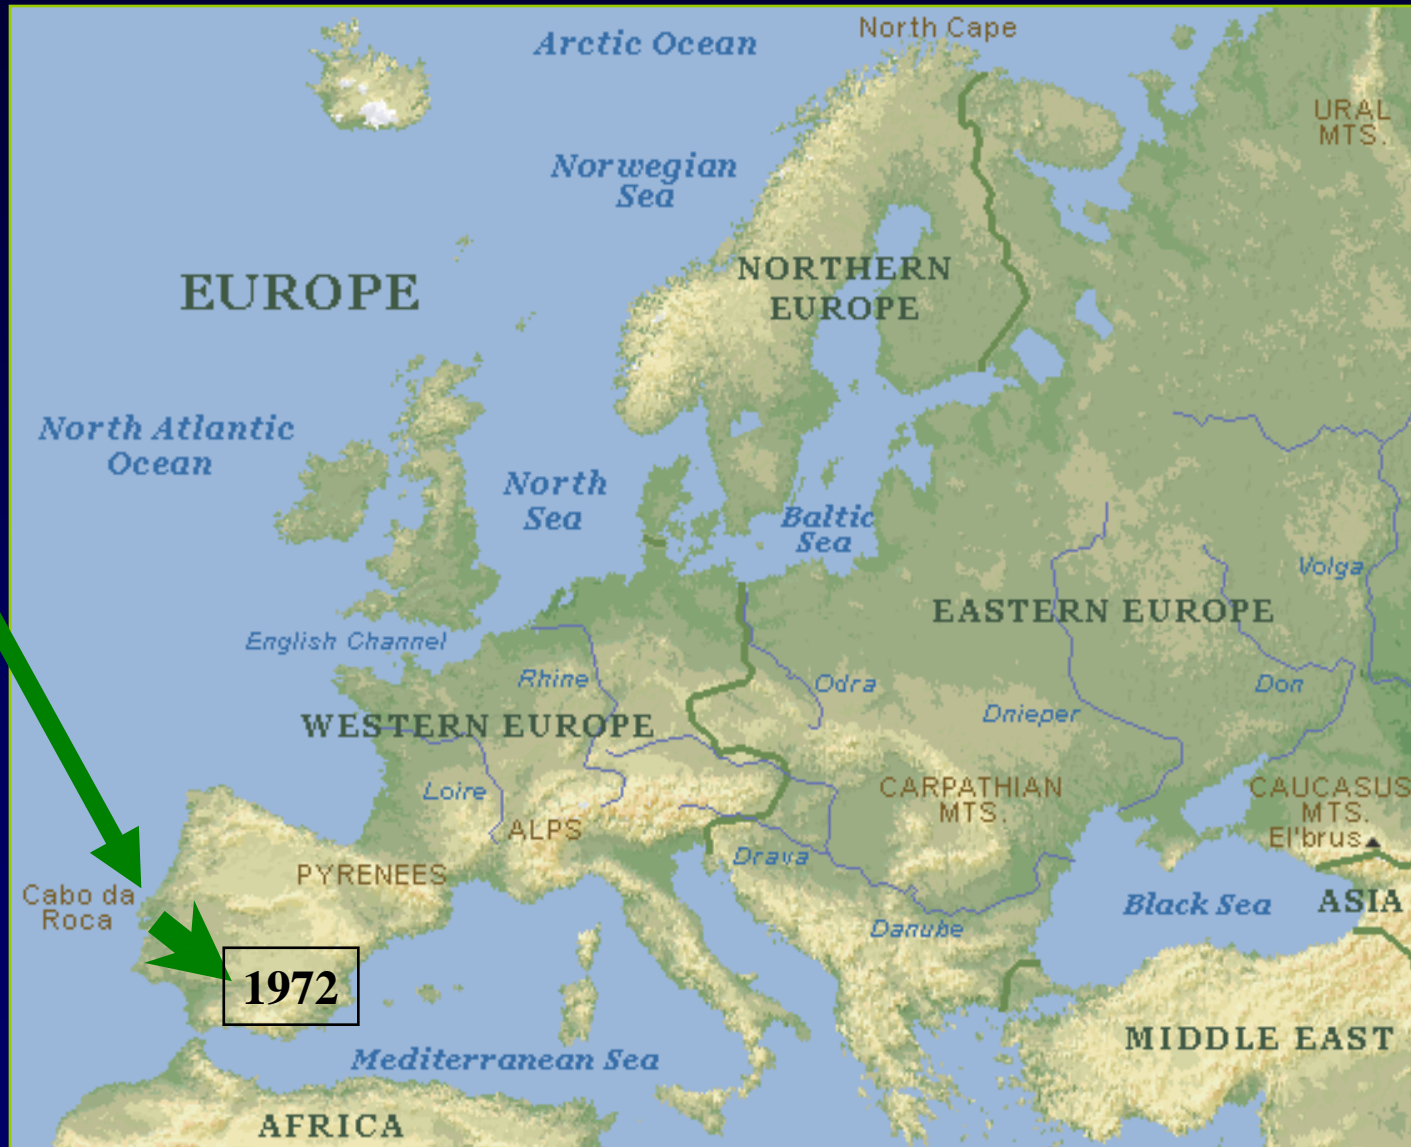 North Cape
Arctic Ocean
URAL
MTS.
Norwegian
Sea
NORTHERN
EUROPE
EUROPE
North Atlantic
Ocean
North
Sea
Baltic
Sea
Volga
EASTERN EUROPE
English Channel
Rhine
Odra
Don
Dnieper
WESTERN EUROPE
Loire
CARPATHIAN
MTS.
CAUCASUS
MTS.
El'brus
ALPS
Drava
PYRENEES
Cabo da
Roca
Black Sea
ASIA
Danube
1972
Mediterranean Sea
MIDDLE EAST
AFRICA